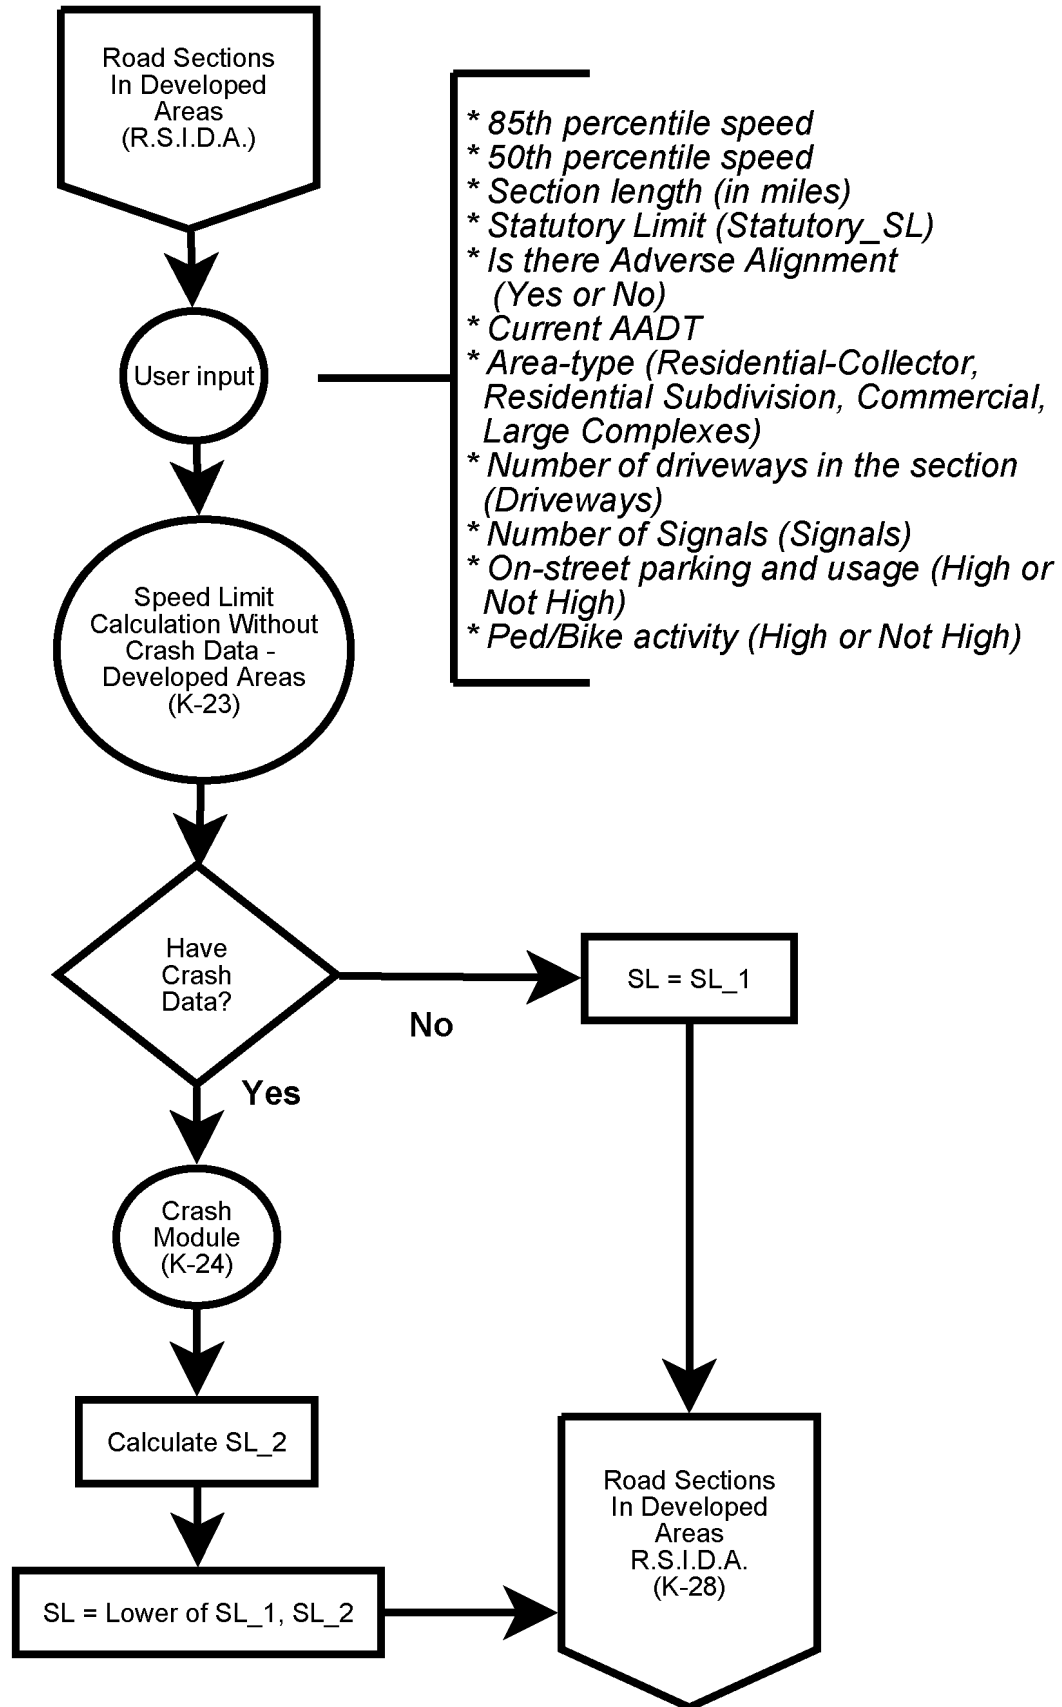 Road Sections
In Developed
Areas
(R.S.I.D.A.)
* 85th percentile speed
* 50th percentile speed
* Section length (in miles)
* Statutory Limit (Statutory_SL)
* Is there Adverse Alignment
(Yes or No)
* Current AADT
* Area-type (Residential-Collector,
Residential Subdivision, Commercial,
Large Complexes)
* Number of driveways in the section
(Driveways)
* Number of Signals (Signals)
* On-street parking and usage (High or
Not High)
* Ped/Bike activity (High or Not High)
User input
Speed Limit
Calculation Without
Crash Data -
Developed Areas
(K-23)
Have
Crash
Data?
No
SL = SL_1
Yes
Crash
Module
(K-24)
Calculate SL_2
SL = Lower of SL_1, SL_2
Road Sections
In Developed
Areas
R.S.I.D.A.
(K-28)